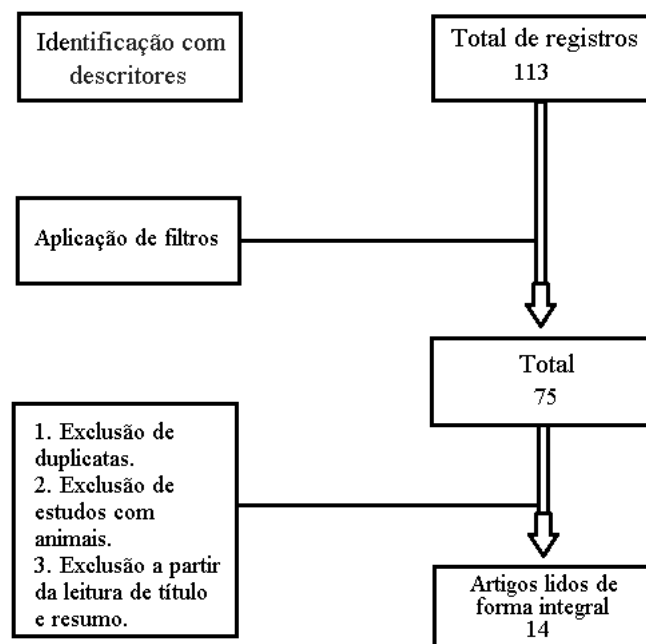 Identificação com
descritores
Total de registros
113
Aplicação de filtros
Total
75
1. Exclusão de
duplicatas.
2. Exclusão de
estudos com
animais.
3. Exclusão a partir
da leitura de título
e resumo.
Artigos lidos de
forma integral
14